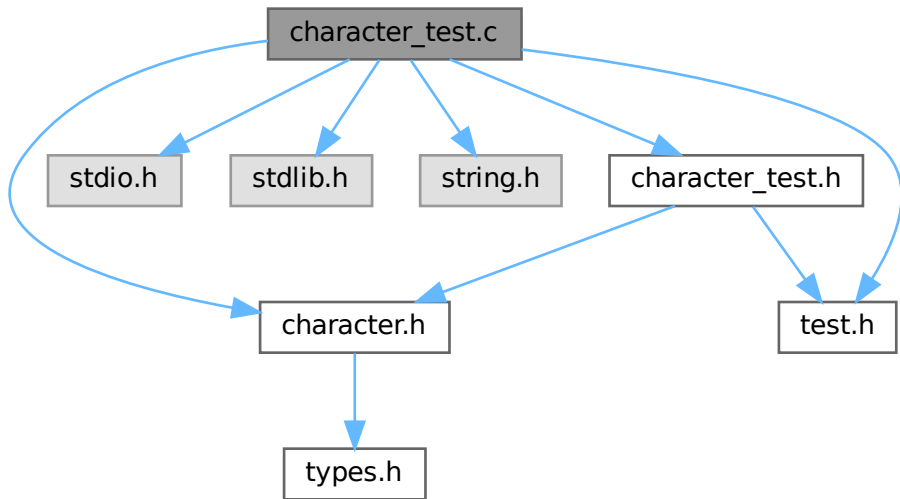 character_test.c
stdio.h
stdlib.h
string.h
character_test.h
character.h
test.h
types.h